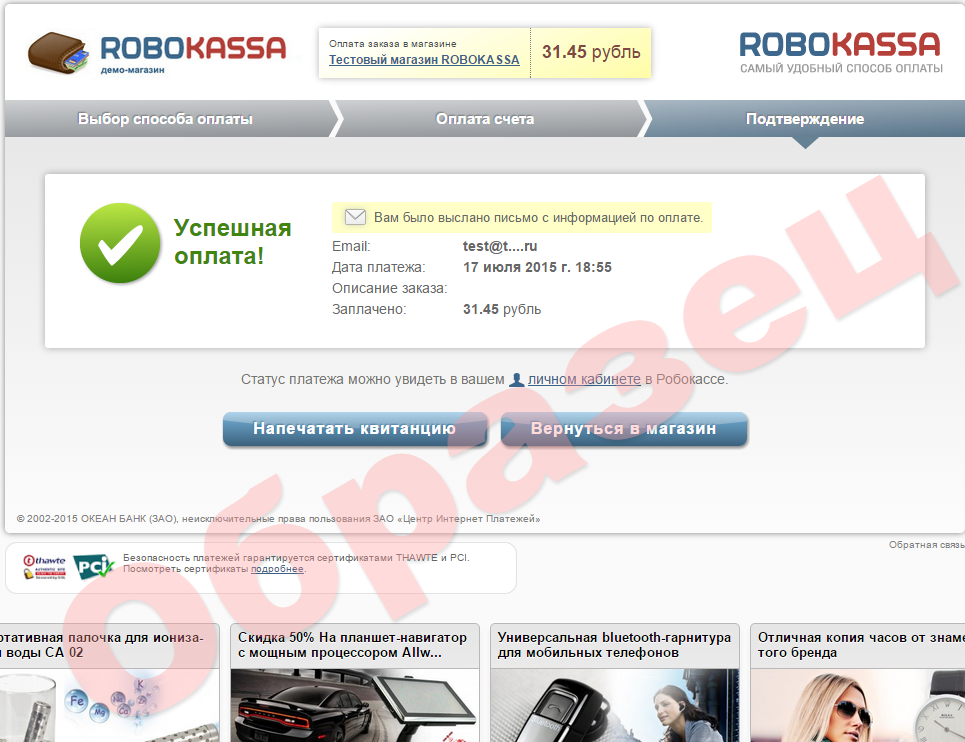 ROBOKASSA
демо-магазин
Оплата заказа в магазине
Тестовый магазин ROBOKASSA
31.45 рубль
ROBOKASSA
САМЫЙ УДОБНЫЙ СПОСОБ ОПЛАТЫ
Выбор способа оплаты
Оплата счета
Подтверждение
Успешная
оплата!
Вам было выслано письмо с информацией по оплате.
Email: test@t....ru
Дата платежа: 17 июля 2015 г. 18:55
Описание заказа:
Заплачено: 31.45 рубль
Образец
Статус платежа можно увидеть в вашем личном кабинете в Робокассе.
Напечатать квитанцию
Вернуться в магазин
© 2002-2015 ОКЕАН БАНК (ЗАО), неисключительные права пользования ЗАО «Центр Интернет Платежей»
Обратная связь
thawte
PCI
Безопасность платежей гарантируется сертификатами THAWTE и PCI.
Посмотреть сертификаты подробнее.
отативная палочка для иониза-
и воды CA 02
Fe
Mg
Na
Ca
K
Скидка 50% На планшет-навигатор
с мощным процессором Allw...
Универсальная bluetooth-гарнитура
для мобильных телефонов
Bluetooth
Отличная копия часов от знаме
того бренда